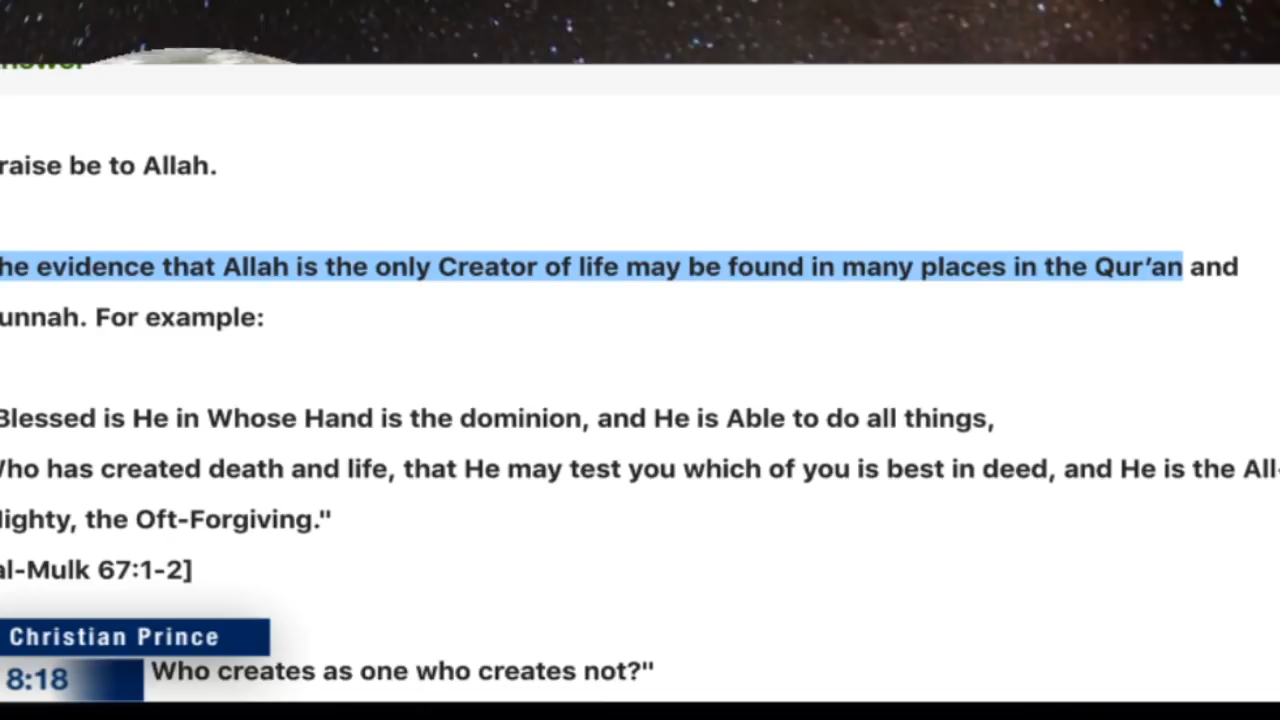 raise be to Allah.
he evidence that Allah is the only Creator of life may be found in many places in the Qur’an and
unnah. For example:
Blessed is He in Whose Hand is the dominion, and He is Able to do all things,
Who has created death and life, that He may test you which of you is best in deed, and He is the All-
lighty, the Oft-Forgiving."
al-Mulk 67:1-2]
Christian Prince
8:18 Who creates as one who creates not?"